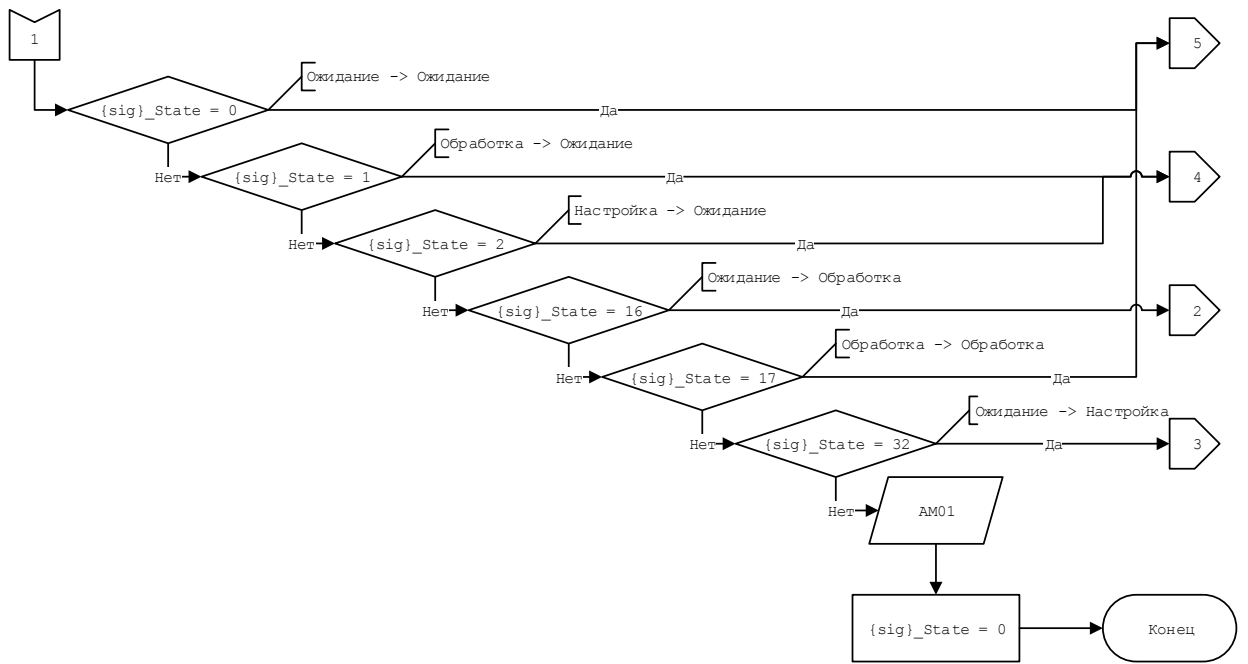 1
5
Ожидание -> Ожидание
{sig}_State = 0
Да
Обработка -> Ожидание
Нет
{sig}_State = 1
Да
4
Настройка -> Ожидание
Нет
{sig}_State = 2
Да
Ожидание -> Обработка
Нет
{sig}_State = 16
Да
2
Обработка -> Обработка
Нет
{sig}_State = 17
Да
Ожидание -> Настройка
Нет
{sig}_State = 32
Да
3
Нет
AM01
{sig}_State = 0
Конец